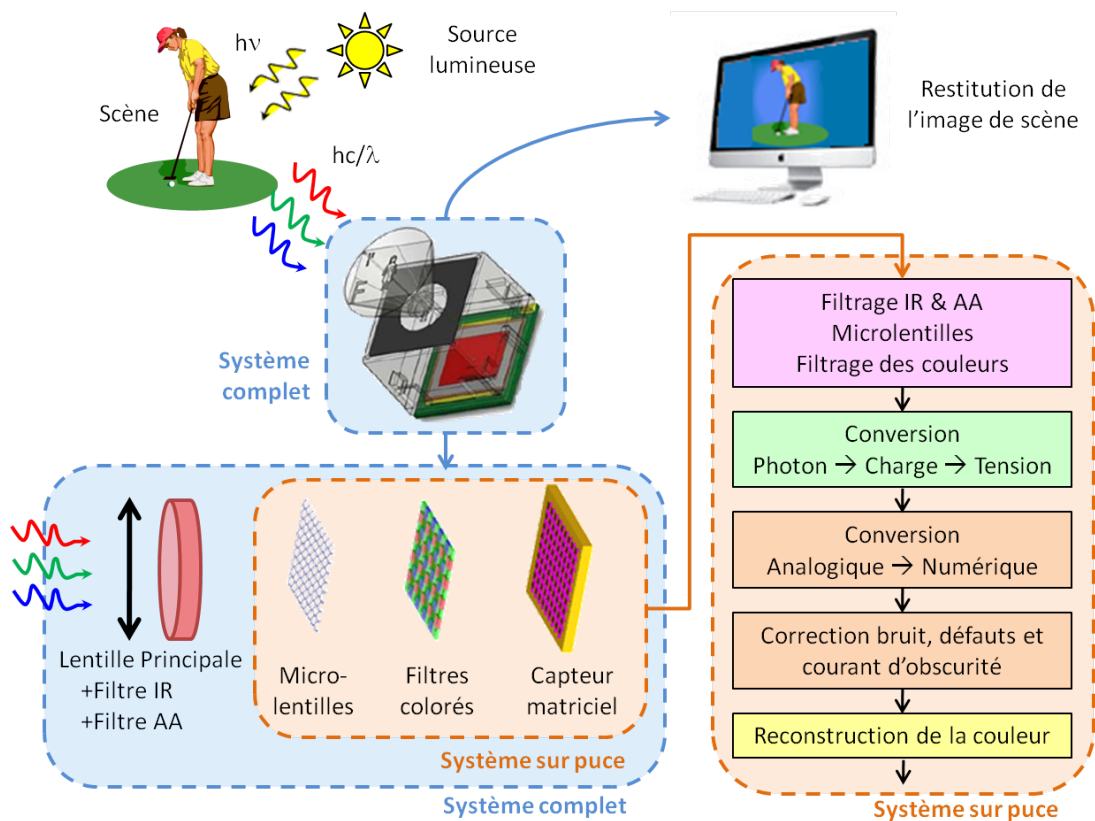 hν
Source
lumineuse
Scène
Restitution de
l'image de scène
hc/λ
Système
complet
Lentille Principale
+Filtre IR
+Filtre AA
Micro-
lentilles
Filtres
colorés
Capteur
matriciel
Système sur puce
Système complet
Filtrage IR & AA
Microlentilles
Filtrage des couleurs
Conversion
Photon → Charge → Tension
Conversion
Analogique → Numérique
Correction bruit, défauts et
courant d'obscurité
Reconstruction de la couleur
Système sur puce